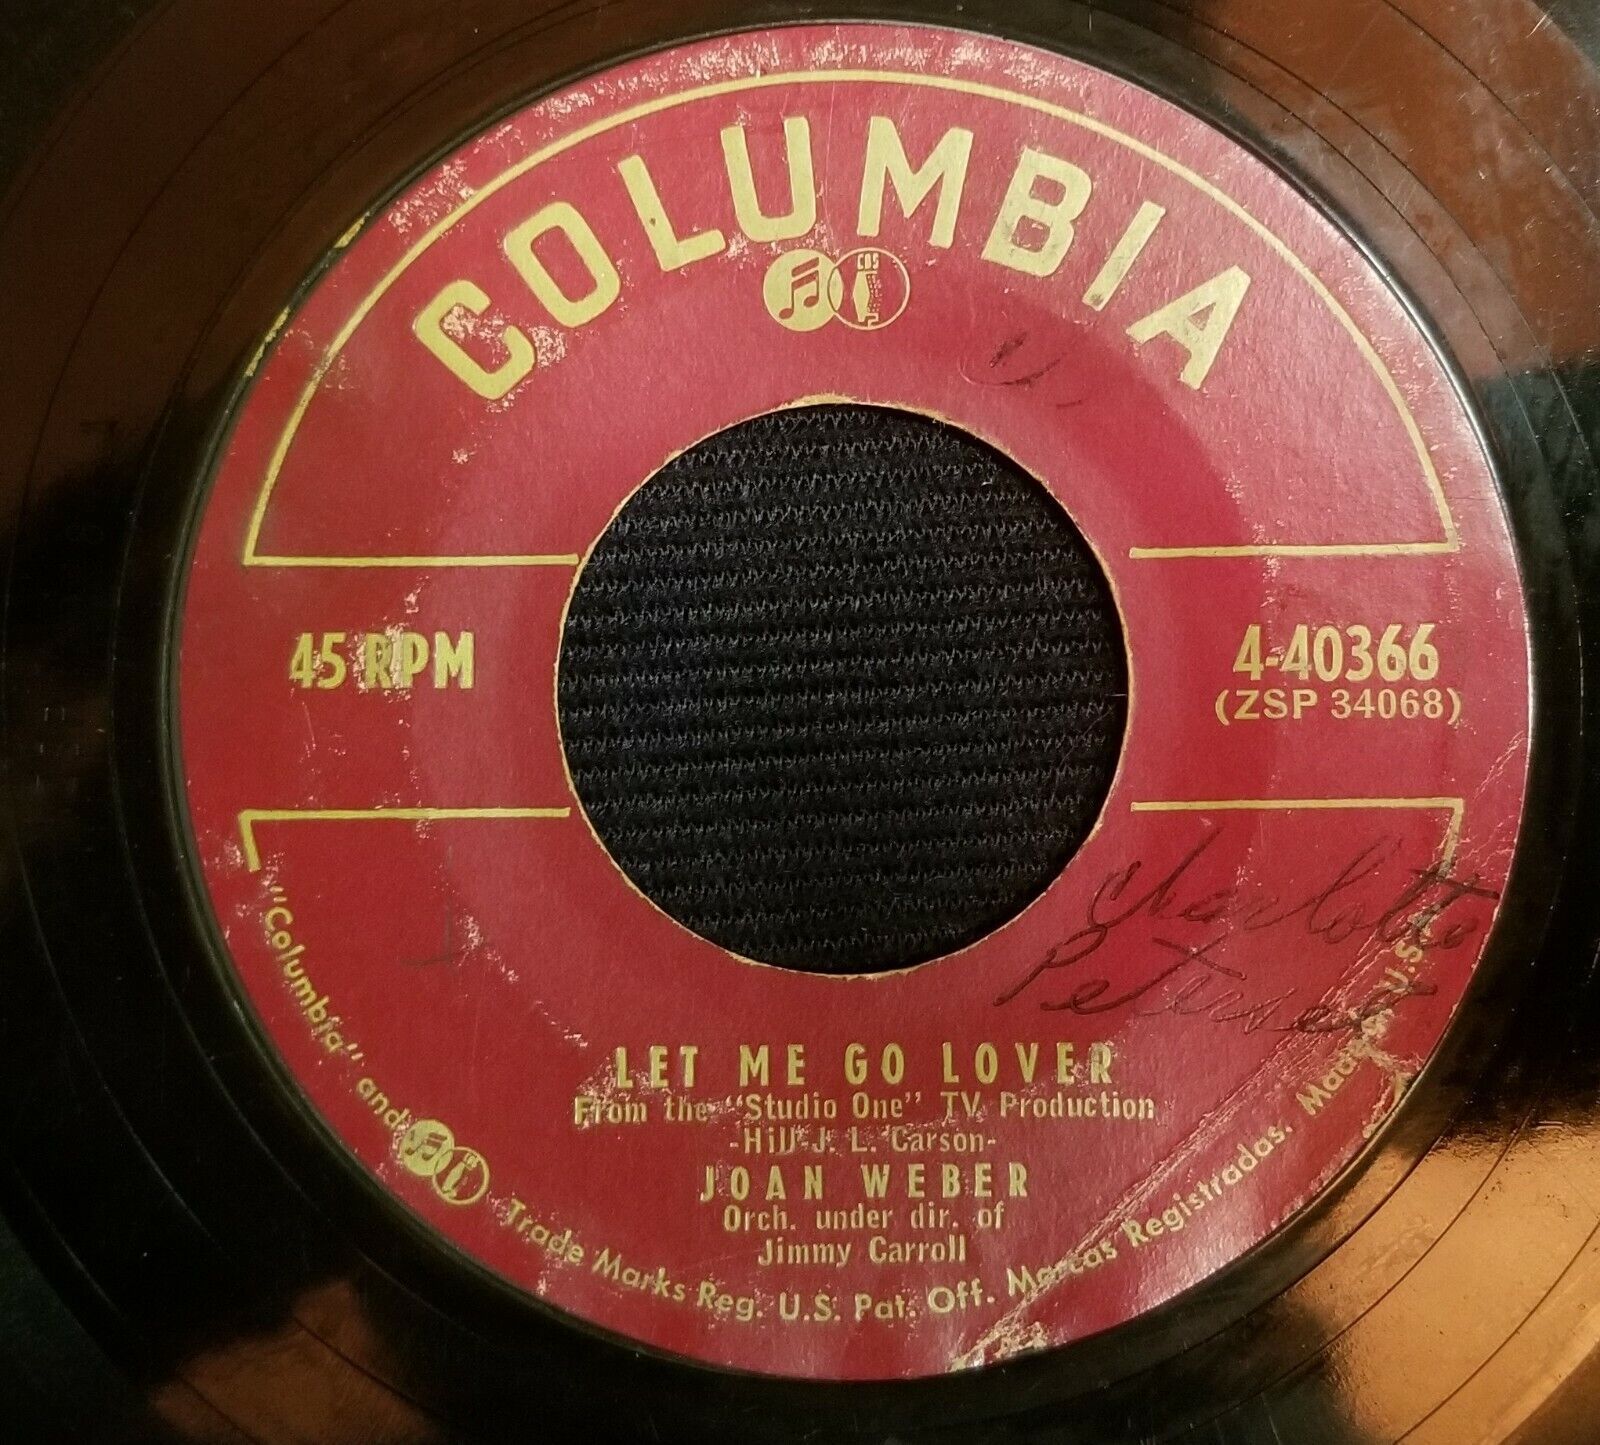 COLUMBIA
CBS
45 RPM
4-40366
(ZSP 34068)
Charlotte
LET ME GO LOVER
From the "Studio One" TV Production
-Hill-J. L. Carson-
JOAN WEBER
Orch. under dir. of
Jimmy Carroll
"Columbia" and Trade Marks Reg. U.S. Pat. Off. Marcas Registradas. Made U.S.